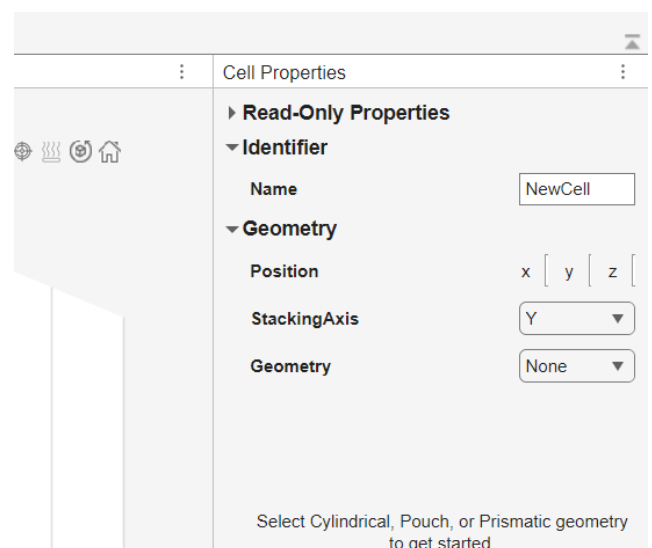 Cell Properties
Read-Only Properties
Identifier
Name NewCell
Geometry
Position x y z
StackingAxis Y
Geometry None
Select Cylindrical, Pouch, or Prismatic geometry
to get started